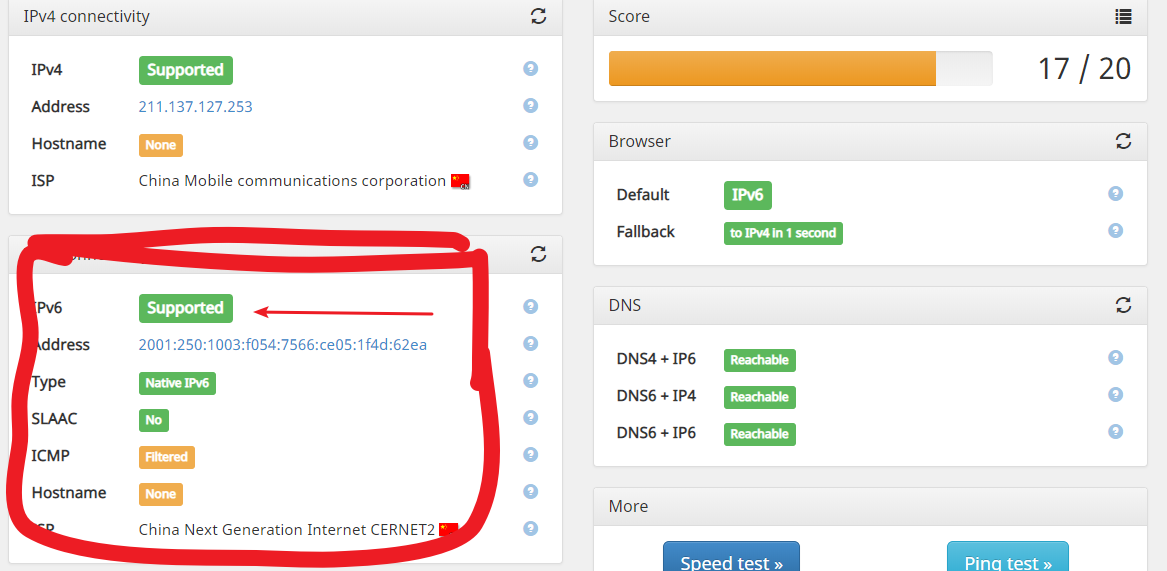 IPv4 connectivity
IPv4 Supported
Address 211.137.127.253
Hostname None
ISP China Mobile communications corporation
IPv6 Supported
Address 2001:250:1003:f054:7566:ce05:1f4d:62ea
Type Native IPv6
SLAAC No
ICMP Filtered
Hostname None
ISP China Next Generation Internet CERNET2
Score
17 / 20
Browser
Default IPv6
Fallback to IPv4 in 1 second
DNS
DNS4 + IP6 Reachable
DNS6 + IP4 Reachable
DNS6 + IP6 Reachable
More
Speed test »
Ping test »